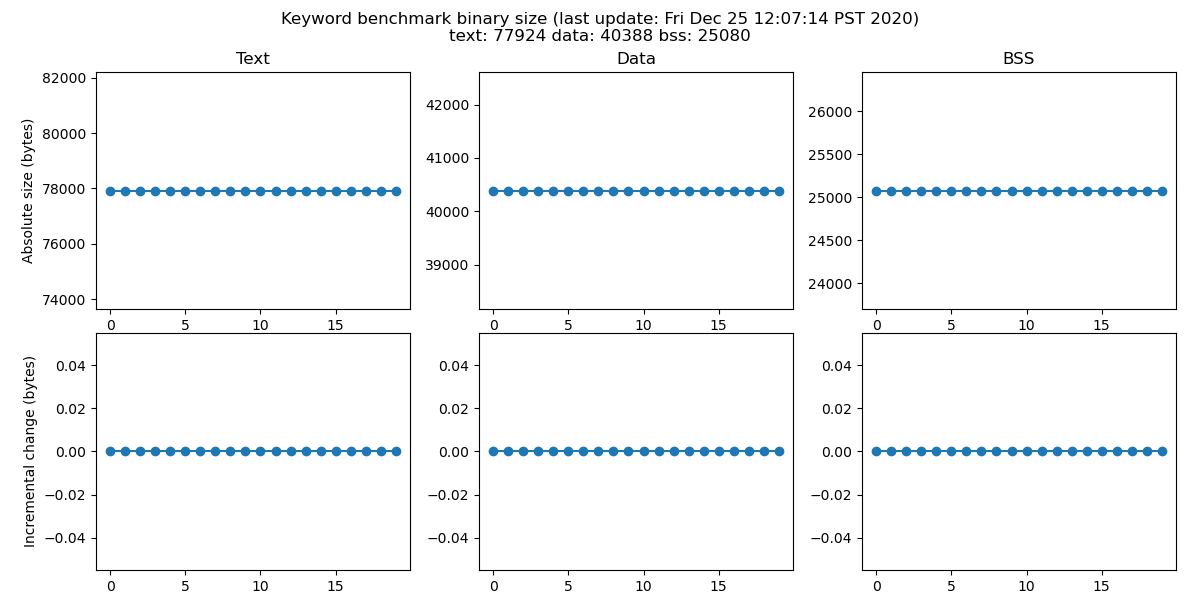 Keyword benchmark binary size (last update: Fri Dec 25 12:07:14 PST 2020)
text: 77924 data: 40388 bss: 25080
Text
Data
BSS
Absolute size (bytes)
82000
80000
78000
76000
74000
0 5 10 15
42000
41000
40000
39000
0 5 10 15
26000
25500
25000
24500
24000
0 5 10 15
Incremental change (bytes)
0.04
0.02
0.00
−0.02
−0.04
0 5 10 15
0.04
0.02
0.00
−0.02
−0.04
0 5 10 15
0.04
0.02
0.00
−0.02
−0.04
0 5 10 15